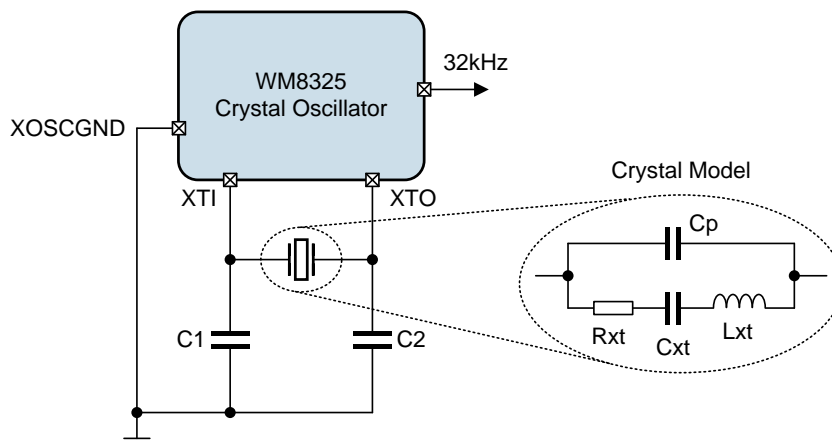 32kHz
WM8325
Crystal Oscillator
XOSCGND
XTI
XTO
Crystal Model
Cp
Rxt
Cxt
Lxt
C1
C2